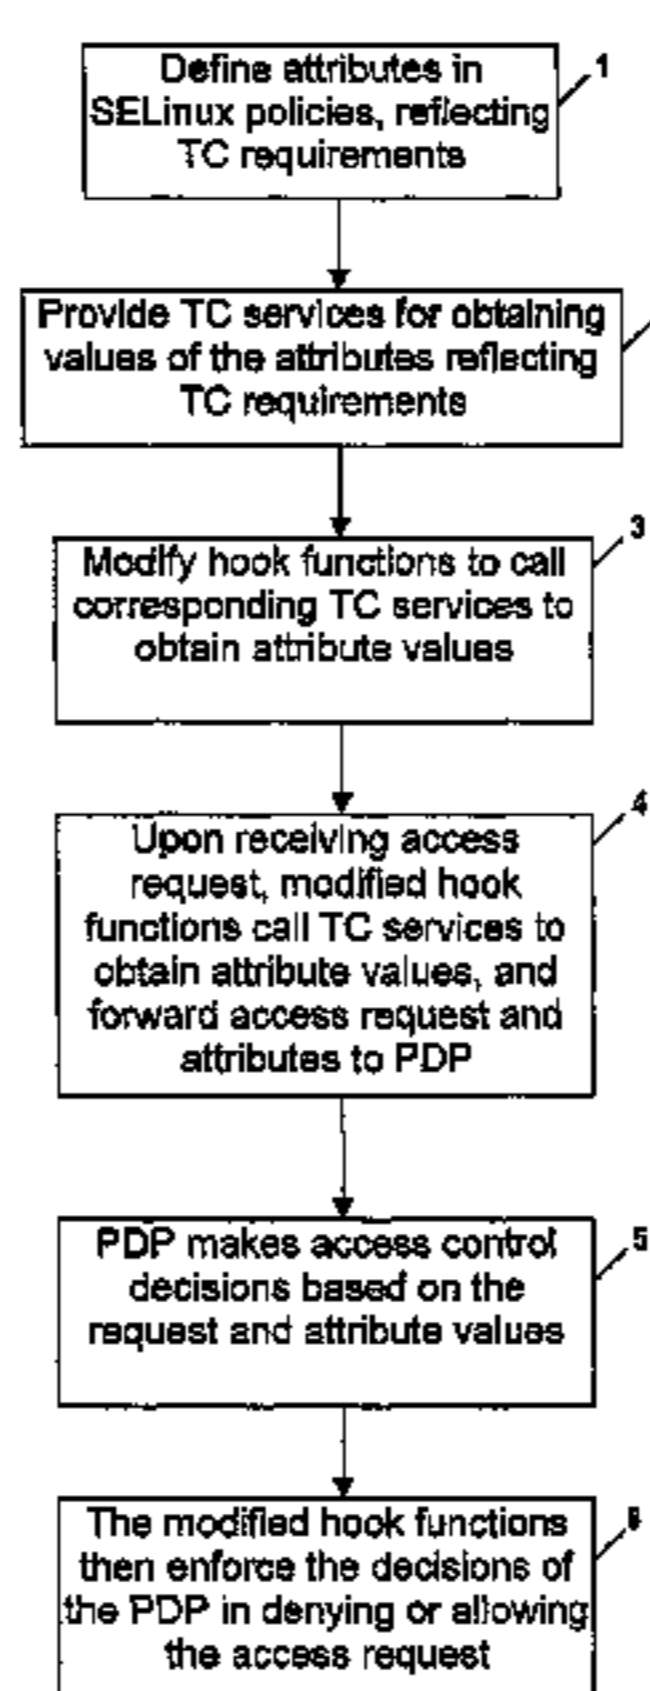 Define attributes in
SELinux policies, reflecting
TC requirements
1
Provide TC services for obtaining
values of the attributes reflecting
TC requirements
Modify hook functions to call
corresponding TC services to
obtain attribute values
3
Upon receiving access
request, modified hook
functions call TC services to
obtain attribute values, and
forward access request and
attributes to PDP
4
PDP makes access control
decisions based on the
request and attribute values
5
The modified hook functions
then enforce the decisions of
the PDP in denying or allowing
the access request